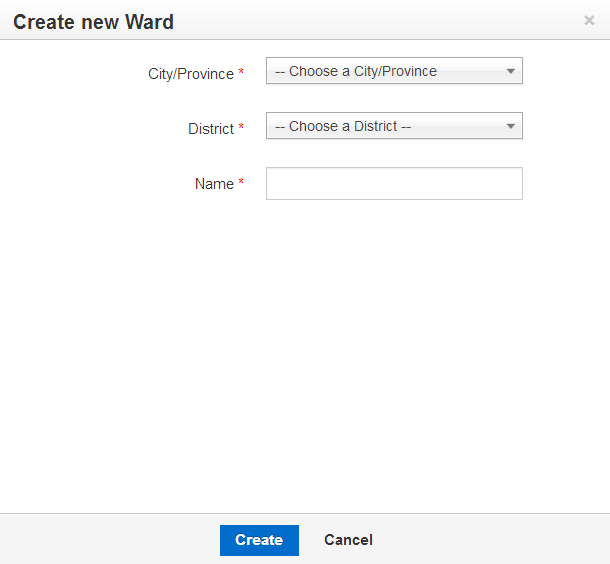 Create new Ward ×
City/Province *
-- Choose a City/Province
District *
-- Choose a District --
Name *
Create
Cancel